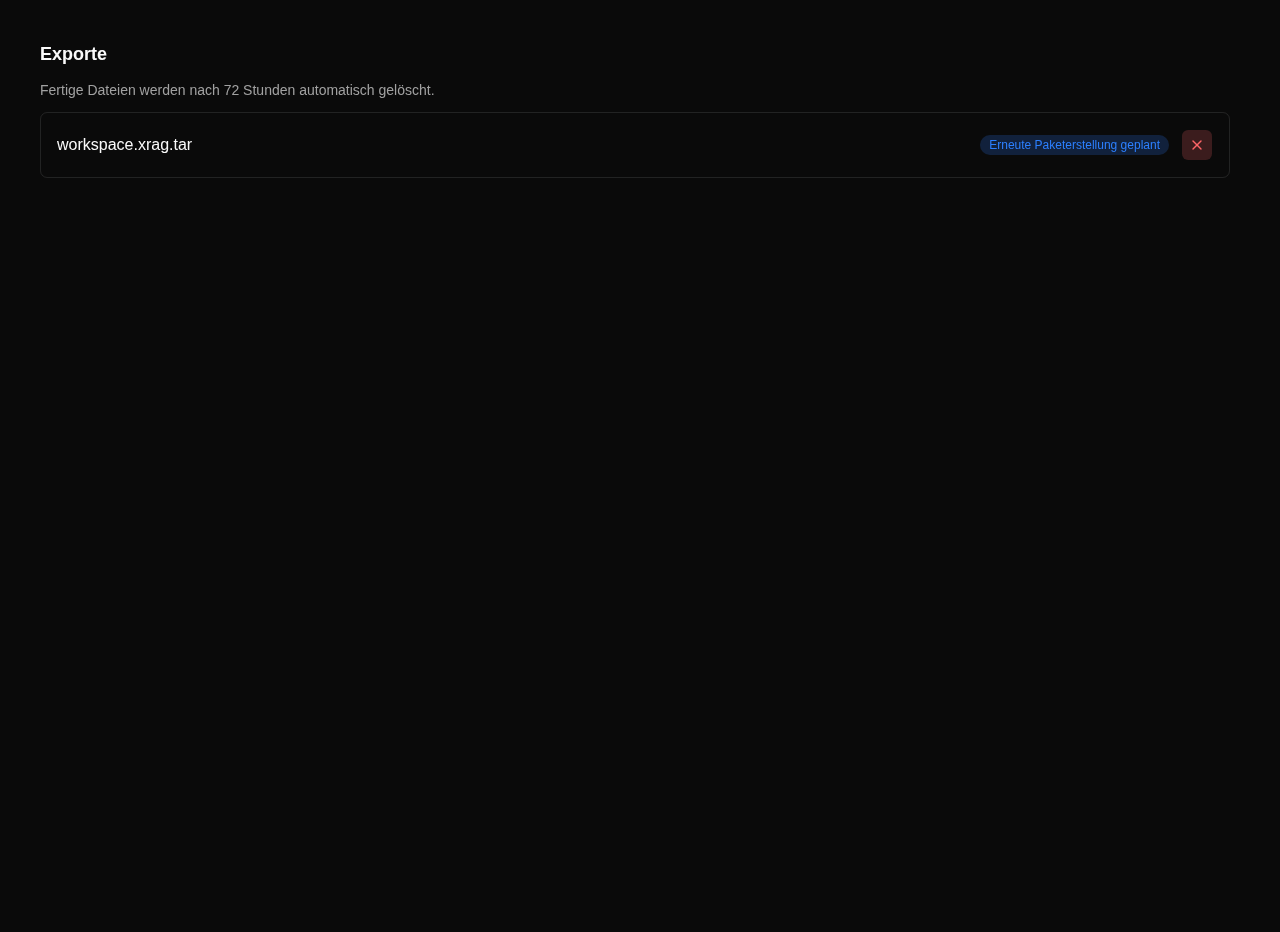 Exporte
Fertige Dateien werden nach 72 Stunden automatisch gelöscht.
workspace.xrag.tar
Erneute Paketerstellung geplant